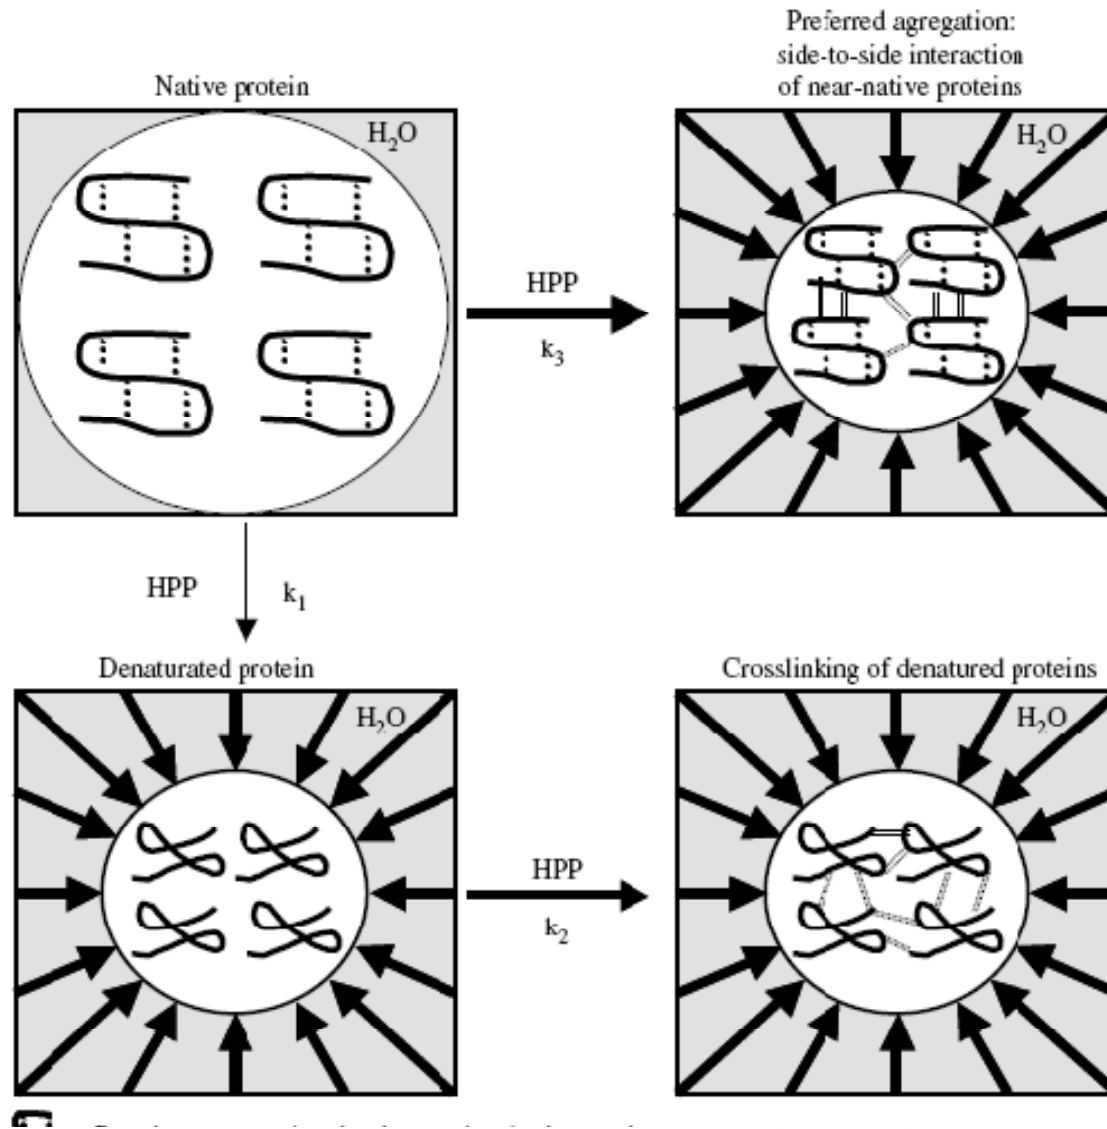 Preferred agregation:
side-to-side interaction
of near-native proteins
Native protein
H2O
H2O
HPP
k3
HPP
k1
Denaturated protein
Crosslinking of denatured proteins
H2O
H2O
HPP
k2